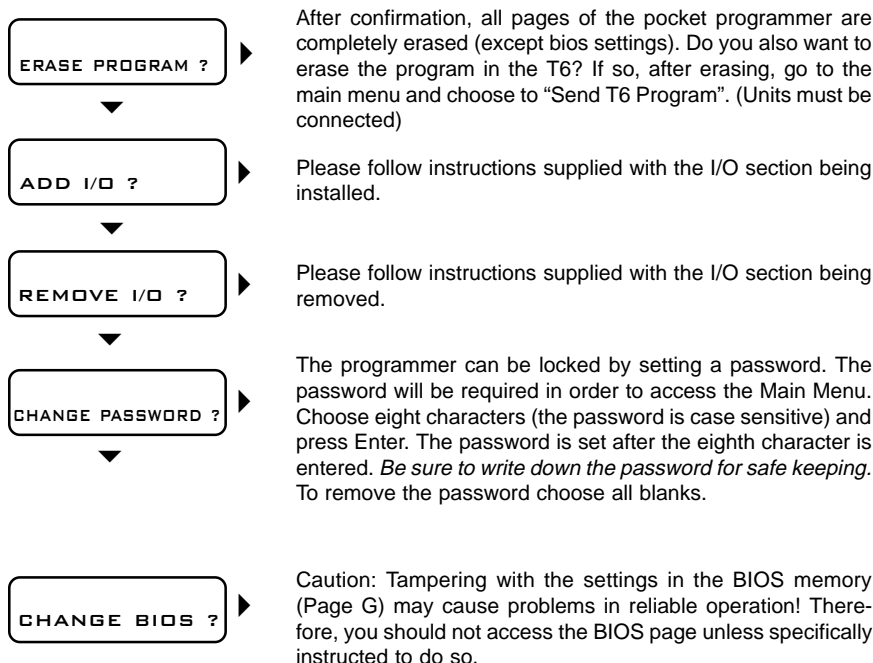 ERASE PROGRAM ?
After confirmation, all pages of the pocket programmer are
completely erased (except bios settings). Do you also want to
erase the program in the T6? If so, after erasing, go to the
main menu and choose to “Send T6 Program”. (Units must be
connected)
ADD I/O ?
Please follow instructions supplied with the I/O section being
installed.
REMOVE I/O ?
Please follow instructions supplied with the I/O section being
removed.
CHANGE PASSWORD ?
The programmer can be locked by setting a password. The
password will be required in order to access the Main Menu.
Choose eight characters (the password is case sensitive) and
press Enter. The password is set after the eighth character is
entered. Be sure to write down the password for safe keeping.
To remove the password choose all blanks.
CHANGE BIOS ?
Caution: Tampering with the settings in the BIOS memory
(Page G) may cause problems in reliable operation! There-
fore, you should not access the BIOS page unless specifically
instructed to do so.